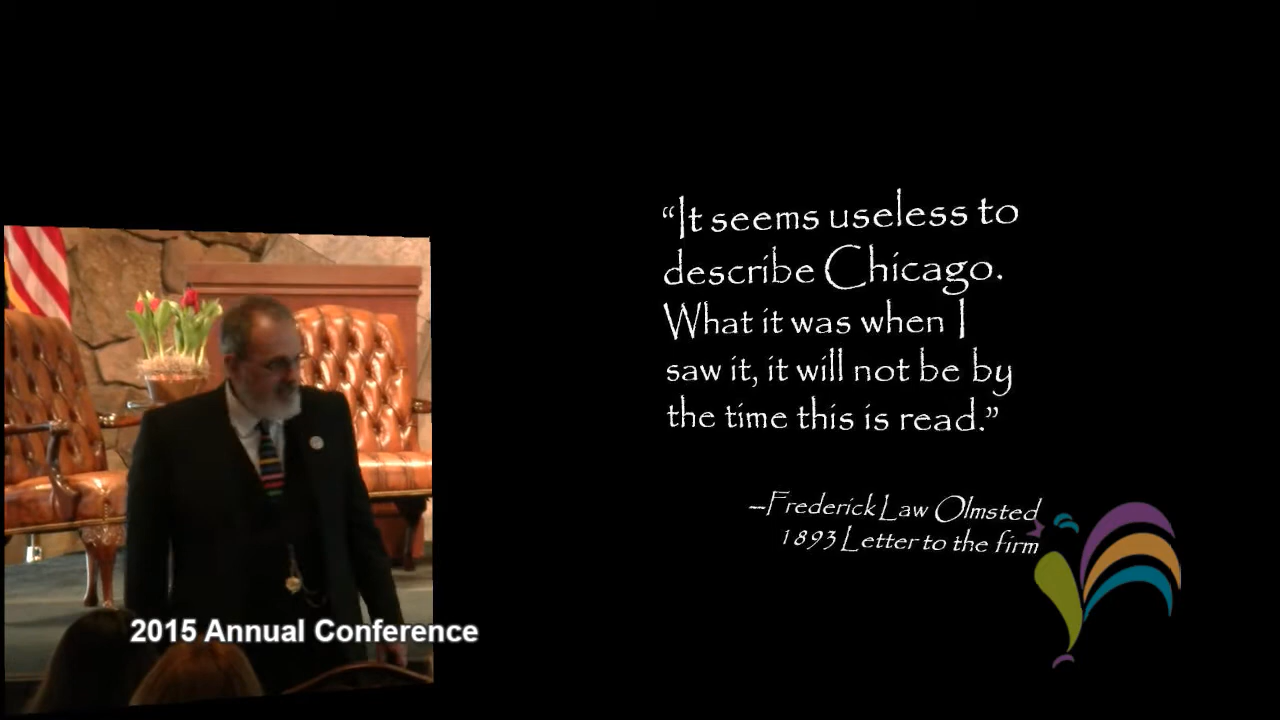 “It seems useless to
describe Chicago.
What it was when I
saw it, it will not be by
the time this is read.”
–Frederick Law Olmsted
1893 Letter to the firm
2015 Annual Conference